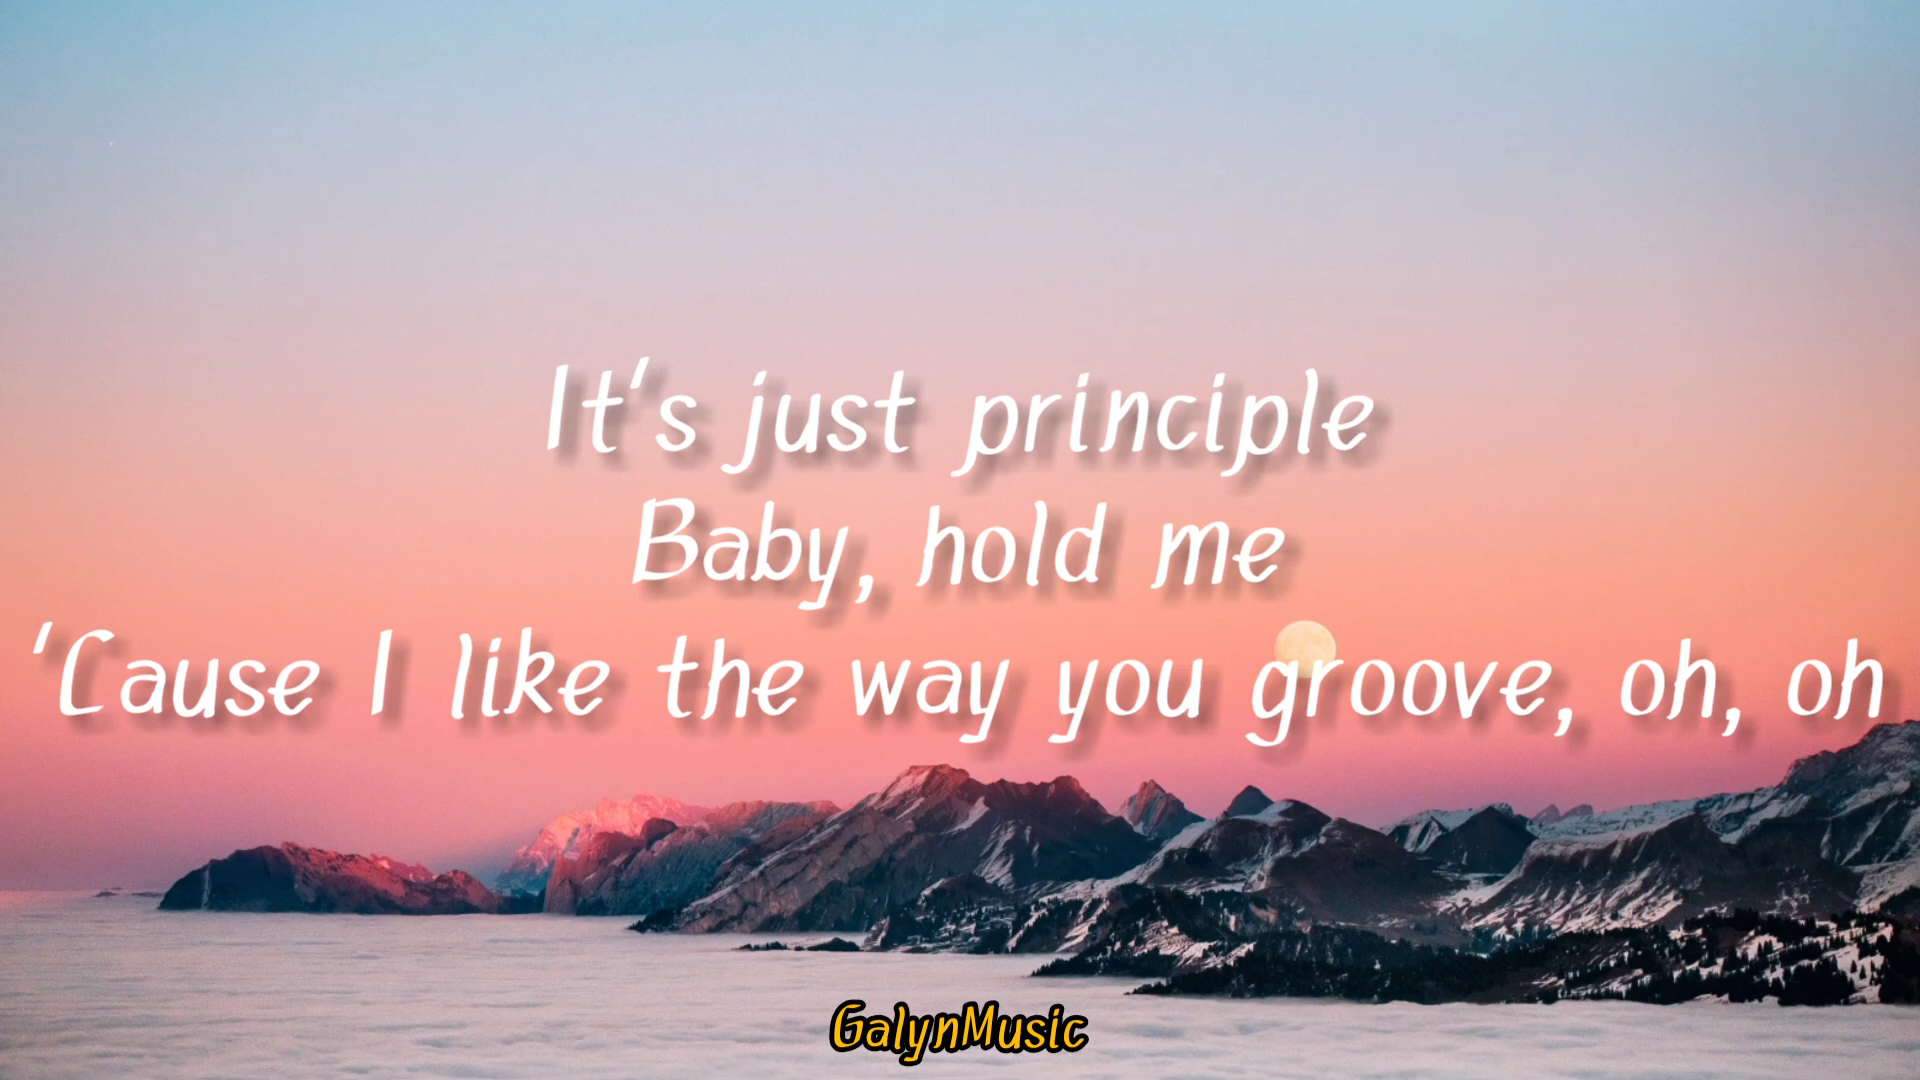 It's just principle
Baby, hold me
'Cause I like the way you groove, oh, oh
GalynMusic